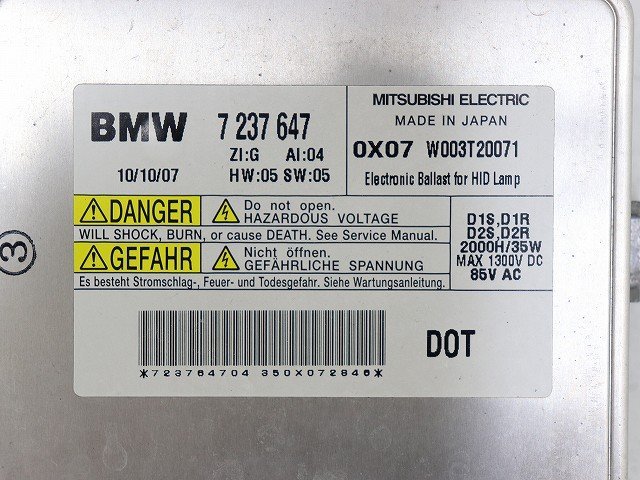 BMW 7 237 647
ZI:G AI:04
10/10/07 HW:05 SW:05
MITSUBISHI ELECTRIC
MADE IN JAPAN
0X07 W003T20071
Electronic Ballast for HID Lamp
DANGER
Do not open.
HAZARDOUS VOLTAGE
WILL SHOCK, BURN, or cause DEATH. See Service Manual.
GEFAHR
Nicht öffnen.
GEFÄHRLICHE SPANNUNG
Es besteht Stromschlag-, Feuer- und Todesgefahr. Siehe Wartungsanleitung.
D1S,D1R
D2S,D2R
2000H/35W
MAX 1300V DC
85V AC
DOT
*723764704 350X072846*
3